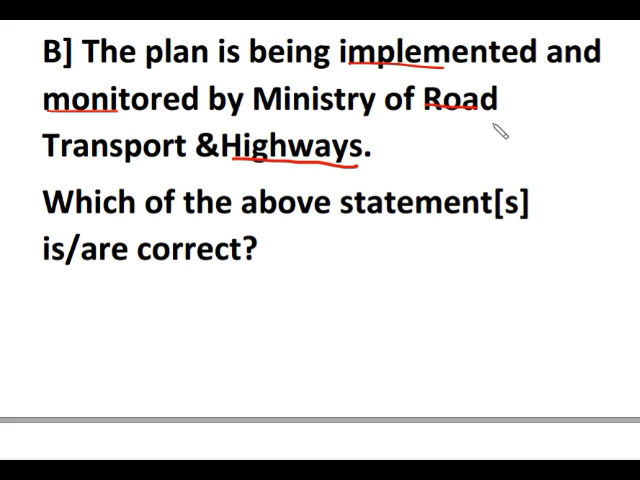 B] The plan is being implemented and
monitored by Ministry of Road
Transport &Highways.
Which of the above statement[s]
is/are correct?